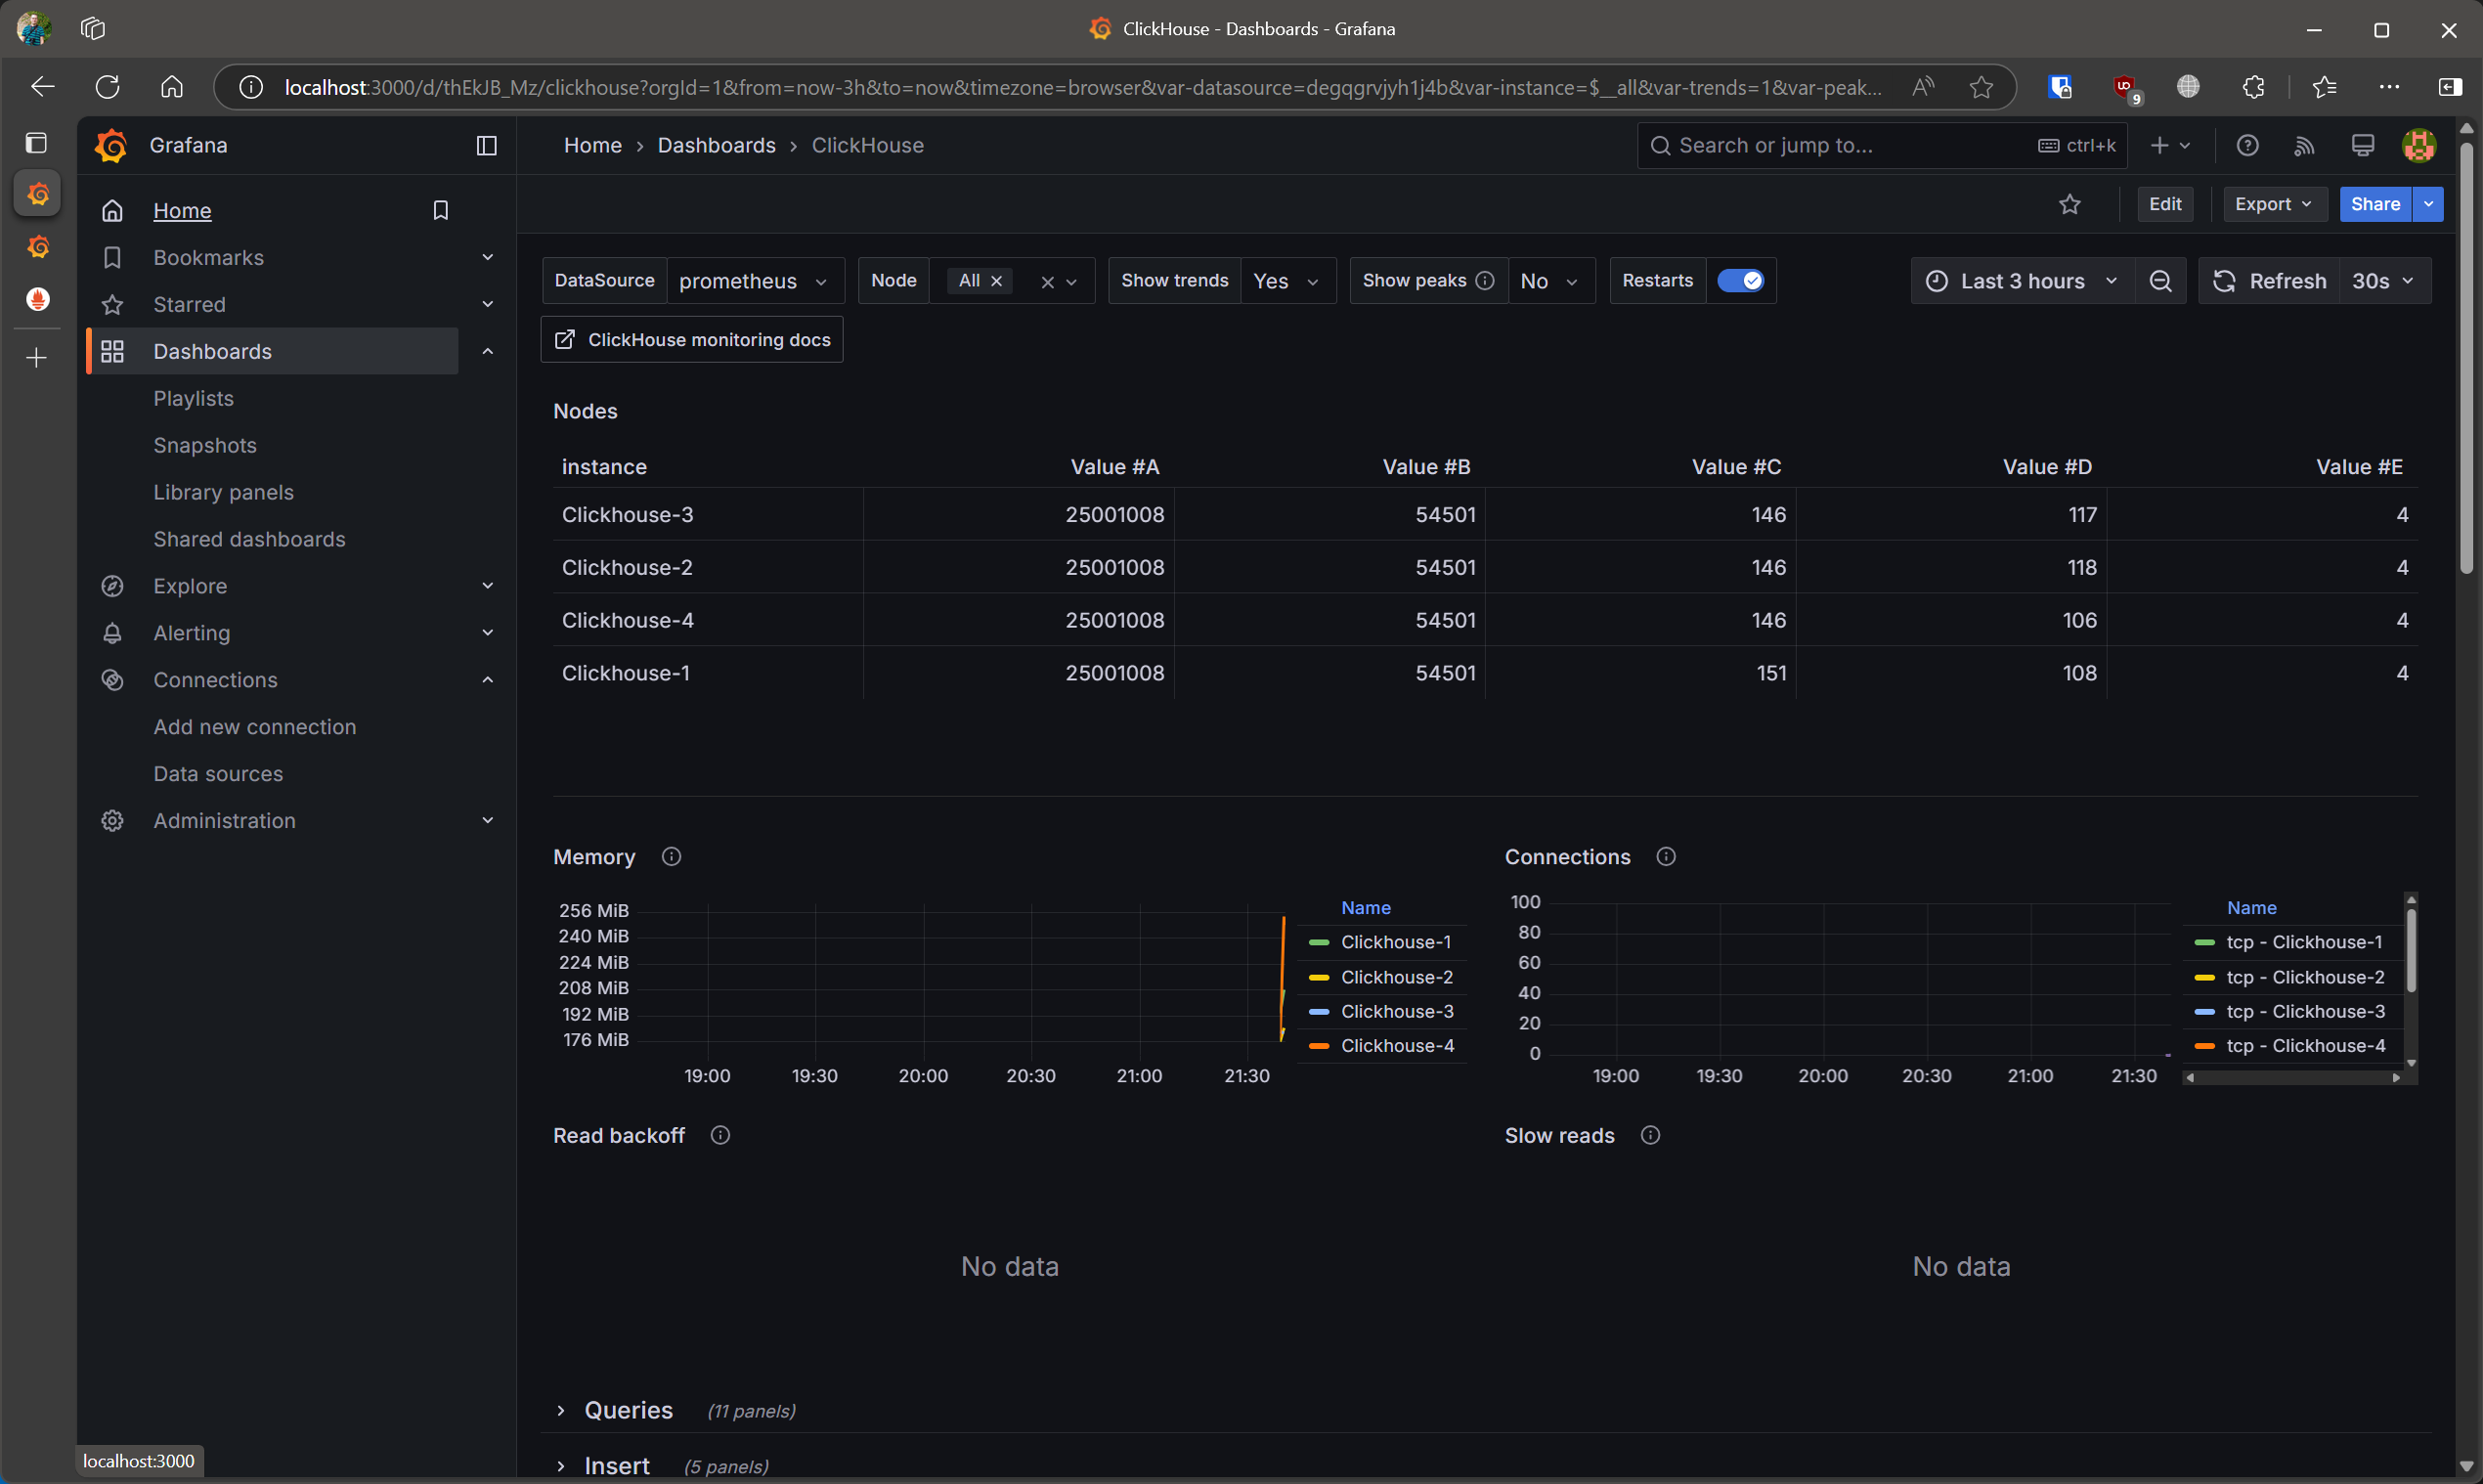 ClickHouse - Dashboards - Grafana
localhost:3000/d/thEkJB_Mz/clickhouse?orgId=1&from=now-3h&to=now&timezone=browser&var-datasource=degqgrvjyh1j4b&var-instance=$__all&var-trends=1&var-peak...
9
Grafana
Home › Dashboards › ClickHouse
Search or jump to...
ctrl+k
Edit
Export
Share
Home
Bookmarks
Starred
Dashboards
Playlists
Snapshots
Library panels
Shared dashboards
Explore
Alerting
Connections
Add new connection
Data sources
Administration
DataSource prometheus
Node All
Show trends Yes
Show peaks No
Restarts
Last 3 hours
Refresh 30s
ClickHouse monitoring docs
Nodes
instance Value #A Value #B Value #C Value #D Value #E
Clickhouse-3 25001008 54501 146 117 4
Clickhouse-2 25001008 54501 146 118 4
Clickhouse-4 25001008 54501 146 106 4
Clickhouse-1 25001008 54501 151 108 4
Memory
256 MiB
240 MiB
224 MiB
208 MiB
192 MiB
176 MiB
19:00 19:30 20:00 20:30 21:00 21:30
Name
Clickhouse-1
Clickhouse-2
Clickhouse-3
Clickhouse-4
Connections
100
80
60
40
20
0
19:00 19:30 20:00 20:30 21:00 21:30
Name
tcp - Clickhouse-1
tcp - Clickhouse-2
tcp - Clickhouse-3
tcp - Clickhouse-4
Read backoff
No data
Slow reads
No data
Queries (11 panels)
Insert (5 panels)
localhost:3000